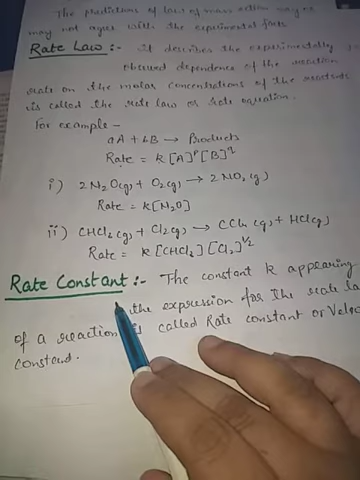 The predictions of law of mass action may or
may not agree with the experimental facts
Rate Law :- it describes the experimentally
observed dependence of the reaction
rate on the molar concentrations of the reactants
is called the rate law or rate equation.
For example -
aA + bB → Products
Rate = k[A]^p [B]^q
i) 2N₂O(g) + O₂(g) → 2NO₂(g)
Rate = k[N₂O]
ii) CHCl₃(g) + Cl₂(g) → CCl₄(g) + HCl(g)
Rate = k[CHCl₃][Cl₂]^1/2
Rate Constant :- The constant k appearing
the expression for the rate la
of a reaction is called Rate constant or Velo
constant.